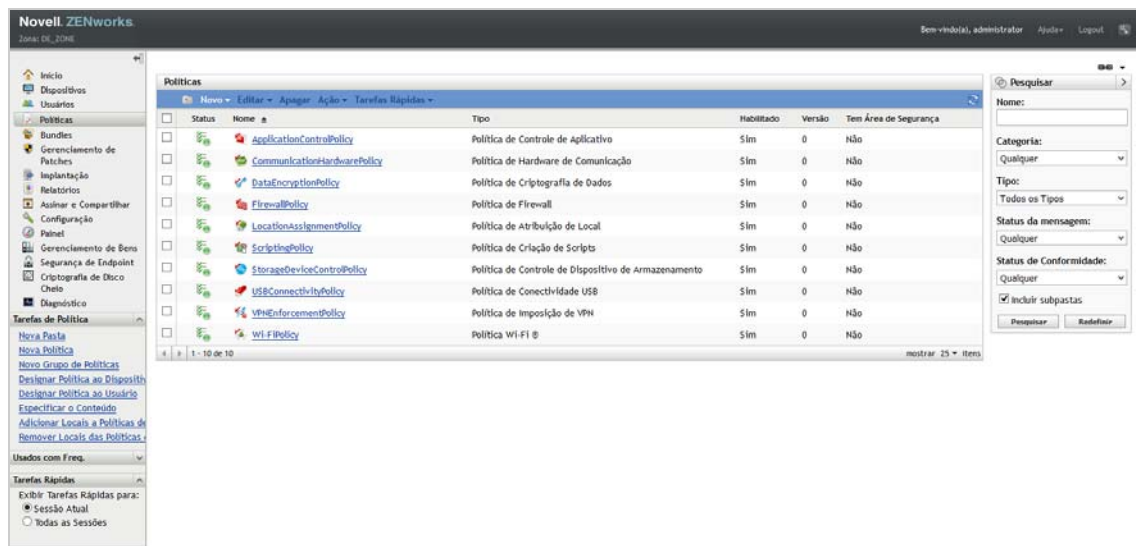 Novell. ZENworks.
Zona: DE_ZONE
Bem-vindo(a), administrator Ajuda Logout
Início
Dispositivos
Usuários
Políticas
Bundles
Gerenciamento de
Patches
Implantação
Relatórios
Assinar e Compartilhar
Configuração
Painel
Gerenciamento de Bens
Segurança de Endpoint
Criptografia de Disco
Cheio
Diagnóstico
Tarefas de Política
Nova Pasta
Nova Política
Novo Grupo de Políticas
Designar Política ao Dispositiv
Designar Política ao Usuário
Especificar o Conteúdo
Adicionar Locais a Políticas de
Remover Locais das Políticas
Usados com Freq.
Tarefas Rápidas
Exibir Tarefas Rápidas para:
Sessão Atual
Todas as Sessões
Políticas
Novo Editar Apagar Ação Tarefas Rápidas
Status Nome Tipo Habilitado Versão Tem Área de Segurança
ApplicationControlPolicy Política de Controle de Aplicativo Sim 0 Não
CommunicationHardwarePolicy Política de Hardware de Comunicação Sim 0 Não
DataEncryptionPolicy Política de Criptografia de Dados Sim 0 Não
FirewallPolicy Política de Firewall Sim 0 Não
LocationAssignmentPolicy Política de Atribuição de Local Sim 0 Não
ScriptingPolicy Política de Criação de Scripts Sim 0 Não
StorageDeviceControlPolicy Política de Controle de Dispositivo de Armazenamento Sim 0 Não
USBConnectivityPolicy Política de Conectividade USB Sim 0 Não
VPNEnforcementPolicy Política de Imposição de VPN Sim 0 Não
Wi-FiPolicy Política Wi-Fi ® Sim 0 Não
1 - 10 de 10 mostrar 25 itens
Pesquisar
Nome:
Categoria:
Qualquer
Tipo:
Todos os Tipos
Status da mensagem:
Qualquer
Status de Conformidade:
Qualquer
Incluir subpastas
Pesquisar Redefinir